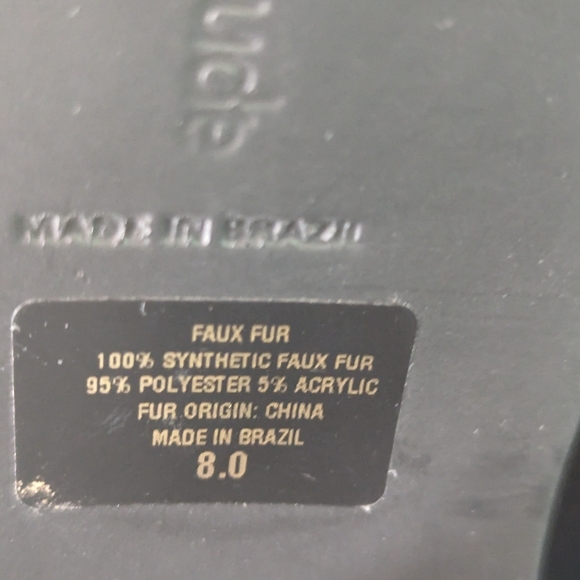 MADE IN BRAZIL
FAUX FUR
100% SYNTHETIC FAUX FUR
95% POLYESTER 5% ACRYLIC
FUR ORIGIN: CHINA
MADE IN BRAZIL
8.0